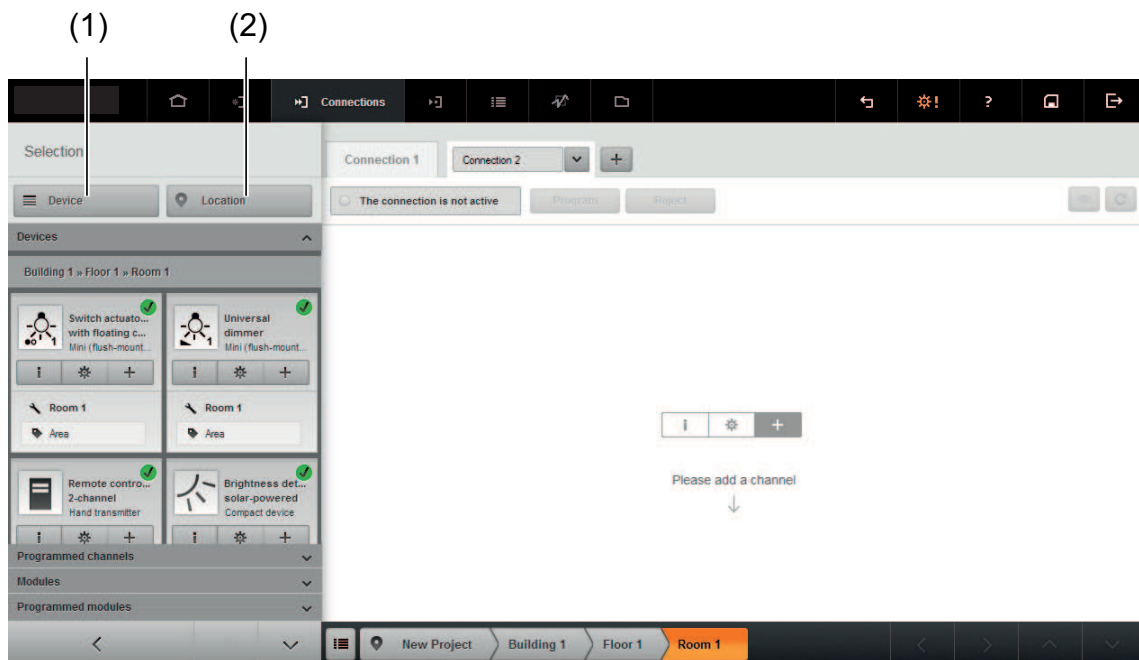 (1)
(2)
Connections
?
Selection
Connection 1
Connection 2
+
Device
Location
The connection is not active
Program
Reject
Devices
Building 1 » Floor 1 » Room 1
Switch actuato...
with floating c...
Mini (flush-mount...
Universal
dimmer
Mini (flush-mount...
i
+
i
+
Room 1
Room 1
Area
Area
i
+
Please add a channel
Remote contro...
2-channel
Hand transmitter
Brightness det...
solar-powered
Compact device
i
+
i
+
Programmed channels
Modules
Programmed modules
New Project
Building 1
Floor 1
Room 1